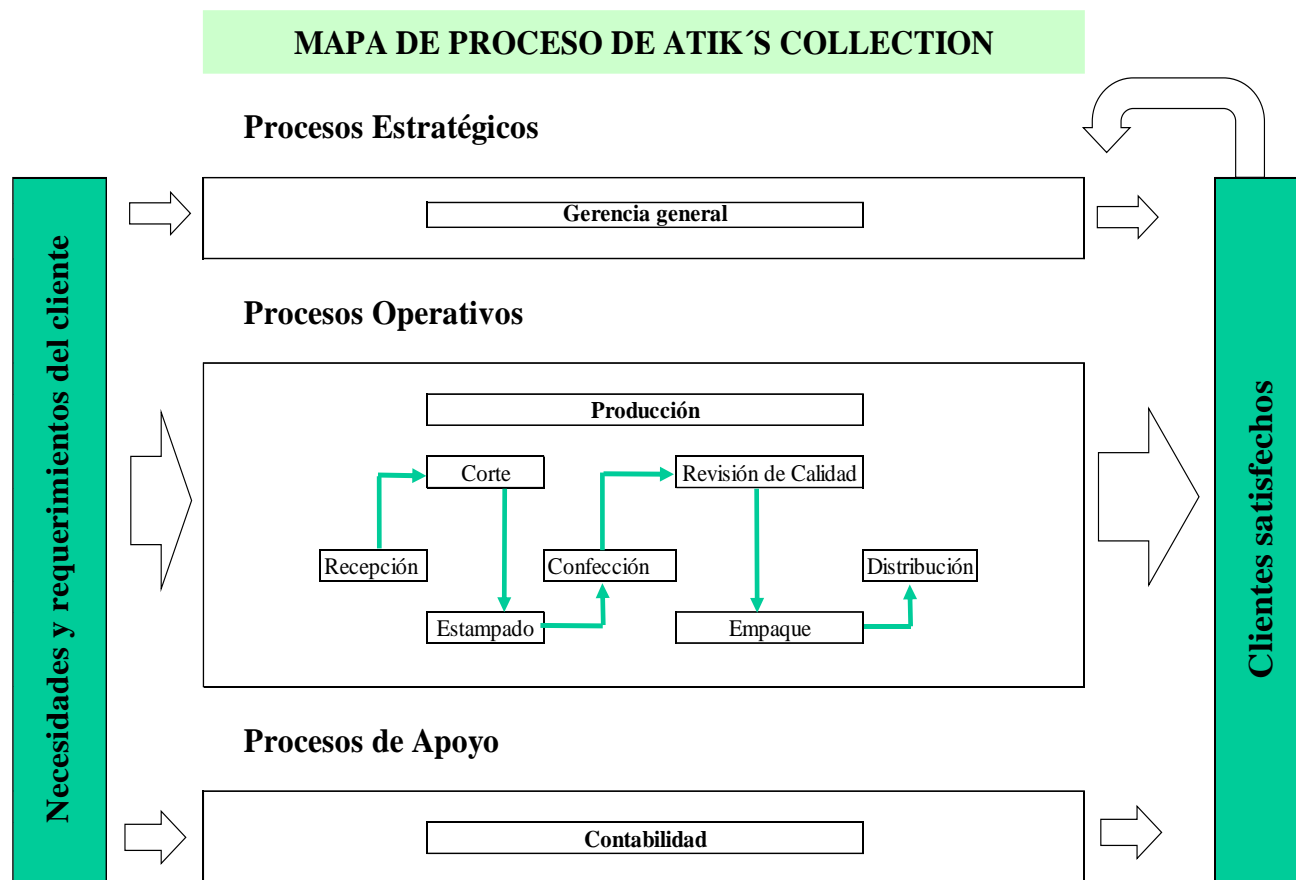 MAPA DE PROCESO DE ATIK´S COLLECTION
Procesos Estratégicos
Gerencia general
Necesidades y requerimientos del cliente
Procesos Operativos
Producción
Corte
Revisión de Calidad
Recepción
Confección
Distribución
Estampado
Empaque
Clientes satisfechos
Procesos de Apoyo
Contabilidad